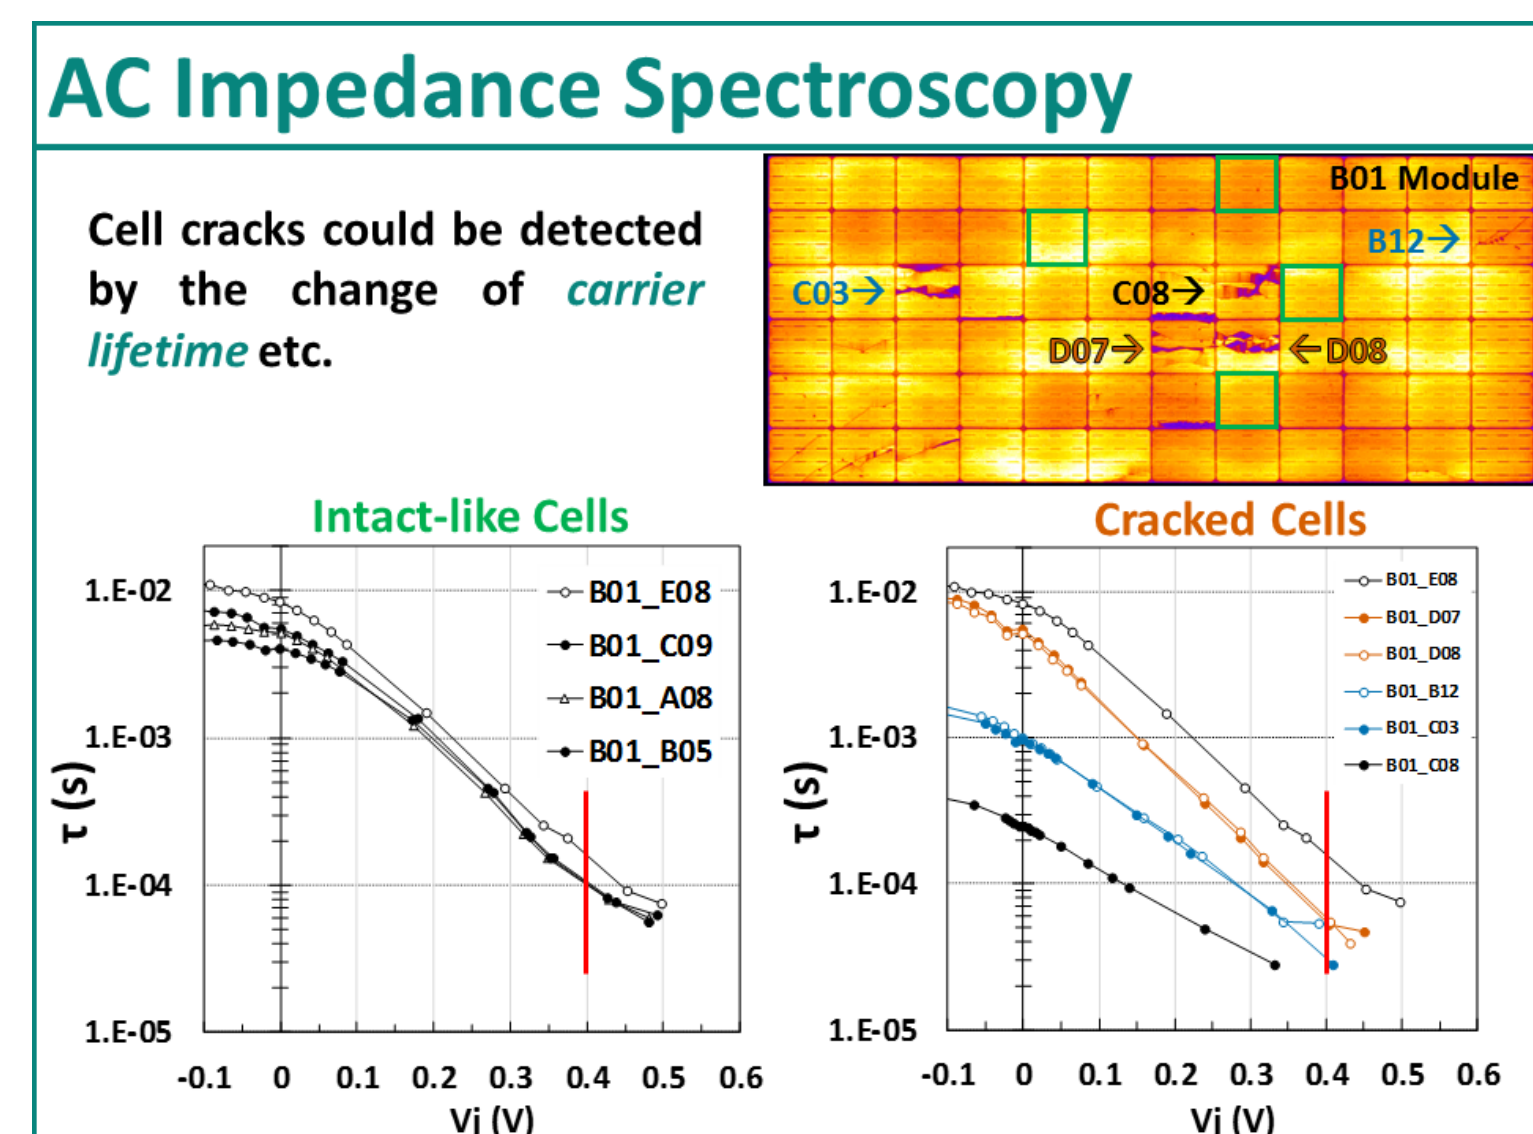 AC Impedance Spectroscopy
Cell cracks could be detected
by the change of carrier
lifetime etc.
B01 Module
B12→
C03→
C08→
D07→
←D08
Intact-like Cells
1.E-02
1.E-03
1.E-04
1.E-05
τ (s)
B01_E08
B01_C09
B01_A08
B01_B05
-0.1 0 0.1 0.2 0.3 0.4 0.5 0.6
Vj (V)
Cracked Cells
1.E-02
1.E-03
1.E-04
1.E-05
τ (s)
B01_E08
B01_D07
B01_D08
B01_B12
B01_C03
B01_C08
-0.1 0 0.1 0.2 0.3 0.4 0.5 0.6
Vj (V)